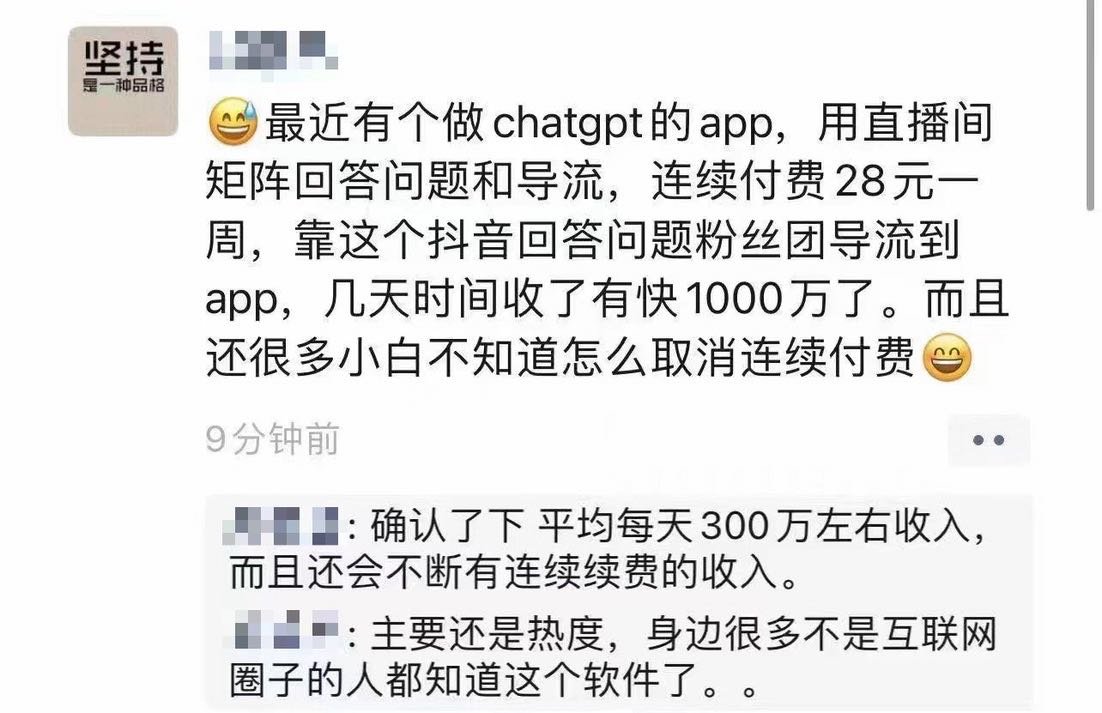 坚持
是一种品格
😅最近有个做chatgpt的app，用直播间
矩阵回答问题和导流，连续付费28元一
周，靠这个抖音回答问题粉丝团导流到
app，几天时间收了有快1000万了。而且
还很多小白不知道怎么取消连续付费😄
9分钟前
: 确认了下 平均每天300万左右收入，
而且还会不断有连续续费的收入。
: 主要还是热度，身边很多不是互联网
圈子的人都知道这个软件了。。